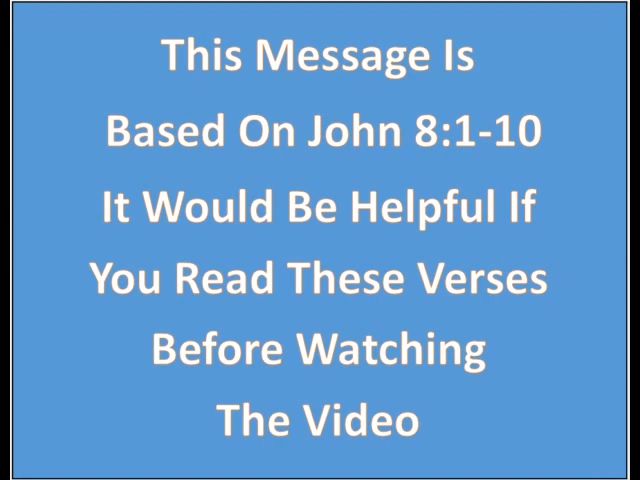 This Message Is
Based On John 8:1-10
It Would Be Helpful If
You Read These Verses
Before Watching
The Video